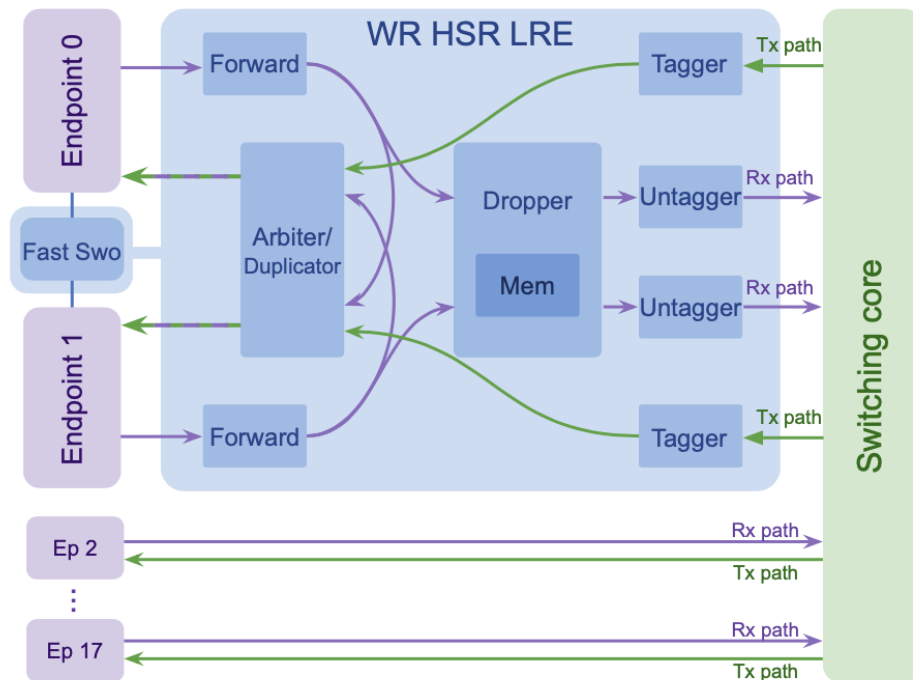 WR HSR LRE
Endpoint 0
Forward
Tagger
Tx path
Arbiter/
Duplicator
Dropper
Mem
Untagger
Rx path
Fast Swo
Untagger
Rx path
Endpoint 1
Forward
Tagger
Tx path
Switching core
Ep 2
Rx path
Tx path
...
Ep 17
Rx path
Tx path